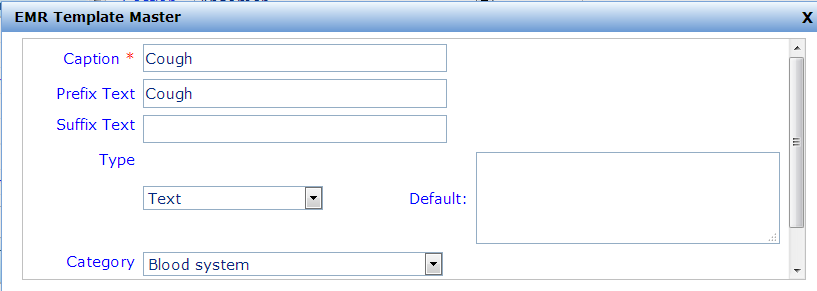 EMR Template Master X
Caption * Cough
Prefix Text Cough
Suffix Text
Type
Text Default:
Category Blood system